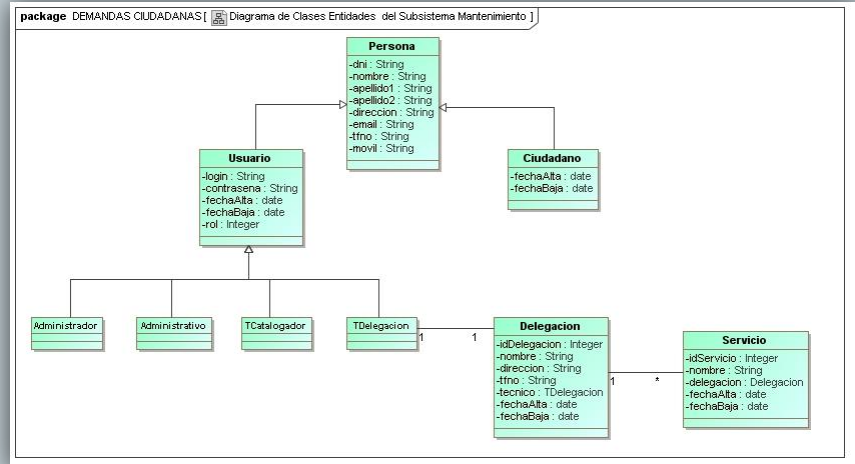 package DEMANDAS CIUDADANAS [ Diagrama de Clases Entidades del Subsistema Mantenimiento ]
Persona
-dni : String
-nombre : String
-apellido1 : String
-apellido2 : String
-direccion : String
-email : String
-tfno : String
-movil : String
Usuario
-login : String
-contrasena : String
-fechaAlta : date
-fechaBaja : date
-rol : Integer
Ciudadano
-fechaAlta : date
-fechaBaja : date
Administrador
Administrativo
TCatalogador
TDelegacion
1
1
Delegacion
-idDelegacion : Integer
-nombre : String
-direccion : String
-tfno : String
-tecnico : TDelegacion
-fechaAlta : date
-fechaBaja : date
1
*
Servicio
-idServicio : Integer
-nombre : String
-delegacion : Delegacion
-fechaAlta : date
-fechaBaja : date